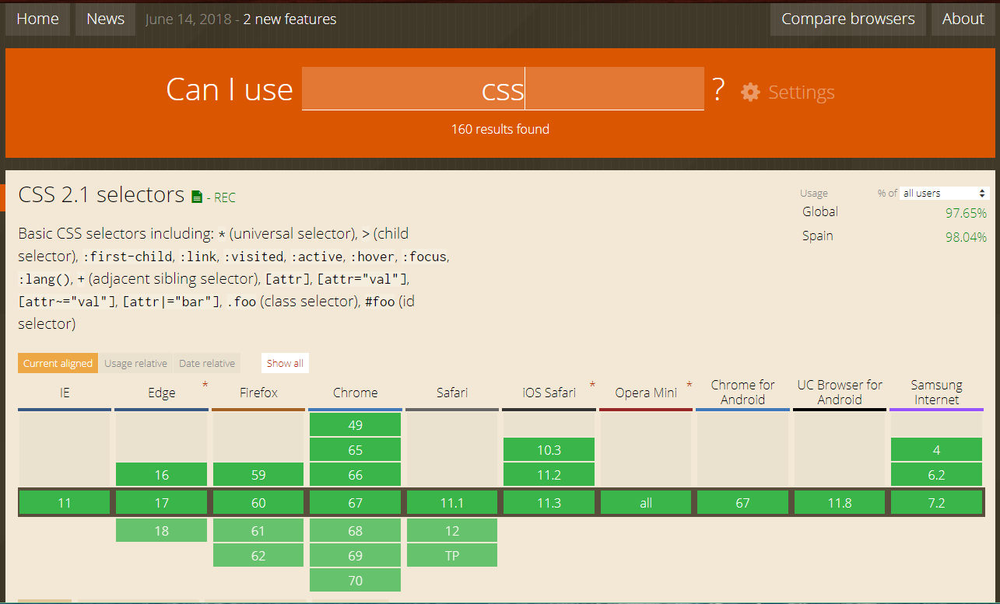 Home News June 14, 2018 - 2 new features Compare browsers About
Can I use css ? Settings
160 results found
CSS 2.1 selectors - REC
Usage % of all users
Global 97.65%
Spain 98.04%
Basic CSS selectors including: * (universal selector), > (child
selector), :first-child, :link, :visited, :active, :hover, :focus,
:lang(), + (adjacent sibling selector), [attr], [attr="val"],
[attr~="val"], [attr|="bar"], .foo (class selector), #foo (id
selector)
Current aligned Usage relative Date relative Show all
IE Edge * Firefox Chrome Safari iOS Safari * Opera Mini * Chrome for Android UC Browser for Android Samsung Internet
49
65 10.3 4
16 59 66 11.2 6.2
11 17 60 67 11.1 11.3 all 67 11.8 7.2
18 61 68 12
62 69 TP
70